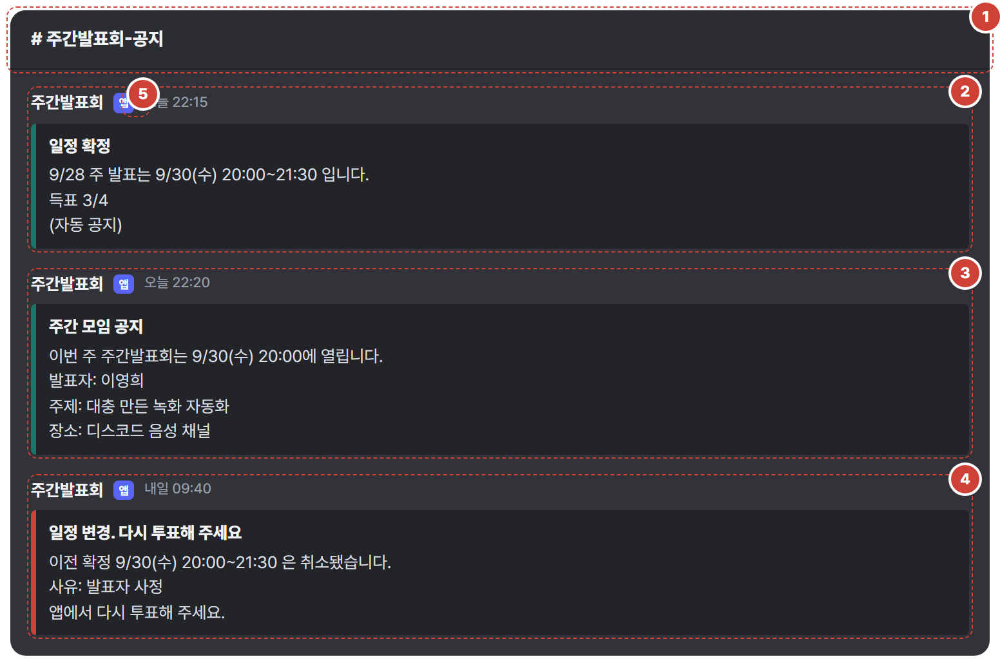 # 주간발표회-공지
1
주간발표회 앱 5 22:15
2
일정 확정
9/28 주 발표는 9/30(수) 20:00~21:30 입니다.
득표 3/4
(자동 공지)
주간발표회 앱 오늘 22:20
3
주간 모임 공지
이번 주 주간발표회는 9/30(수) 20:00에 열립니다.
발표자: 이영희
주제: 대충 만든 녹화 자동화
장소: 디스코드 음성 채널
주간발표회 앱 내일 09:40
4
일정 변경. 다시 투표해 주세요
이전 확정 9/30(수) 20:00~21:30 은 취소됐습니다.
사유: 발표자 사정
앱에서 다시 투표해 주세요.